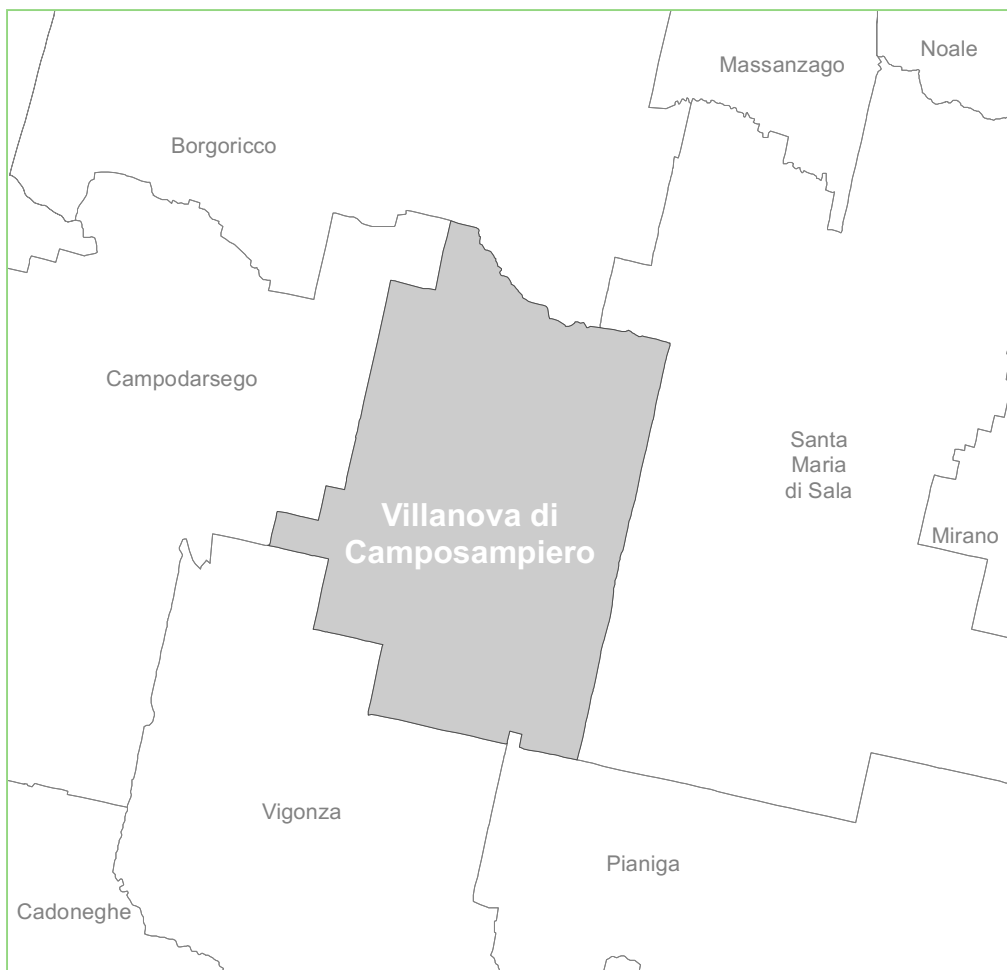 Noale
Massanzago
Borgoricco
Campodarsego
Santa
Maria
di Sala
Villanova di
Camposampiero
Mirano
Vigonza
Pianiga
Cadoneghe